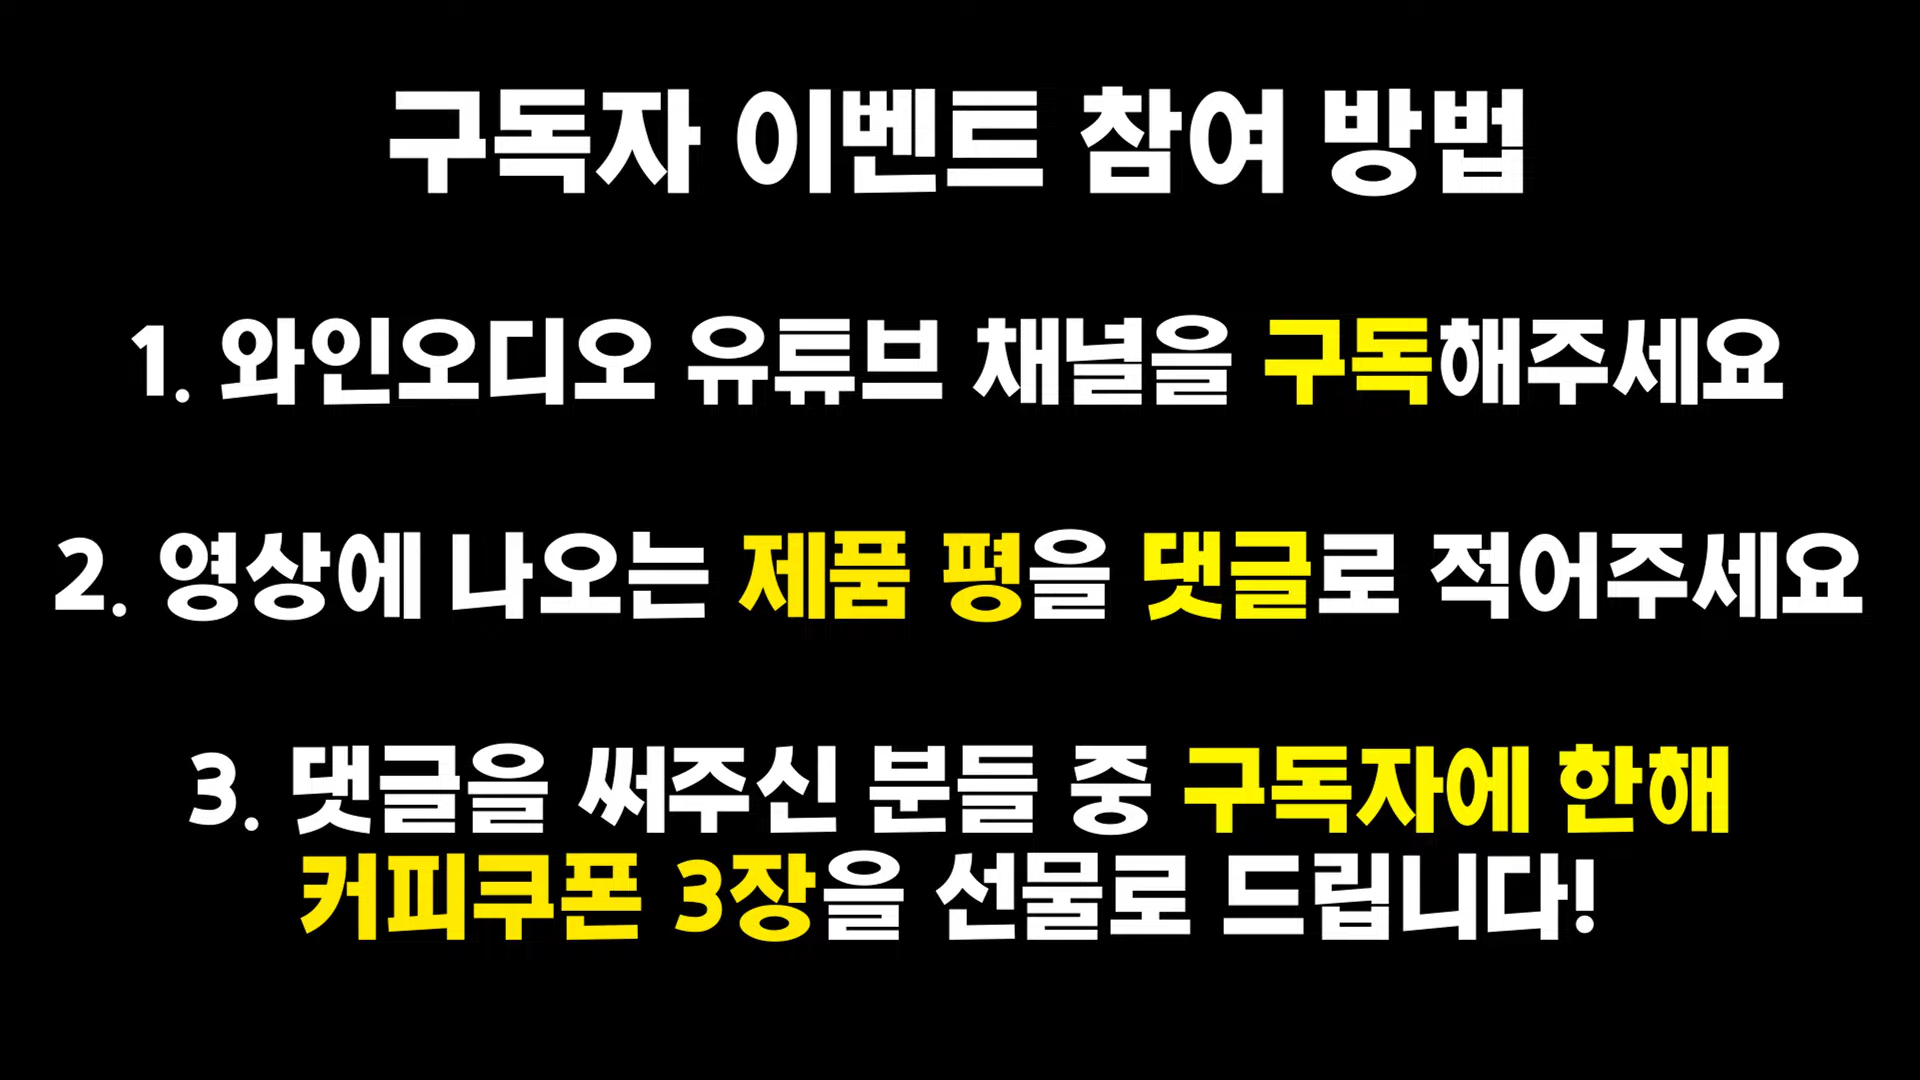 구독자 이벤트 참여 방법
1. 와인오디오 유튜브 채널을 구독해주세요
2. 영상에 나오는 제품 평을 댓글로 적어주세요
3. 댓글을 써주신 분들 중 구독자에 한해
커피쿠폰 3장을 선물로 드립니다!